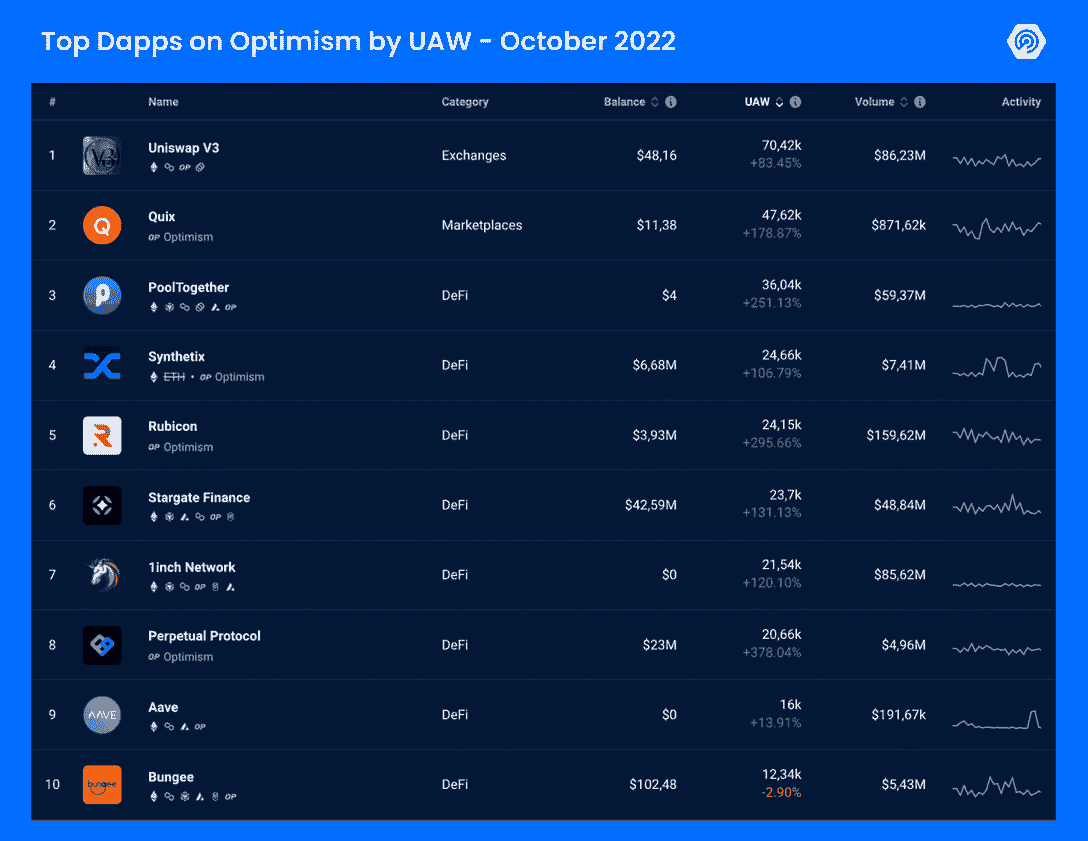 Top Dapps on Optimism by UAW - October 2022
# Name Category Balance UAW Volume Activity
1 Uniswap V3 Exchanges $48,16 70,42k $86,23M
OP +83.45%
2 Quix Marketplaces $11,38 47,62k $871,62k
OP Optimism +178.87%
3 PoolTogether DeFi $4 36,04k $59,37M
OP +251.13%
4 Synthetix DeFi $6,68M 24,66k $7,41M
ETH • OP Optimism +106.79%
5 Rubicon DeFi $3,93M 24,15k $159,62M
OP Optimism +295.66%
6 Stargate Finance DeFi $42,59M 23,7k $48,84M
OP +131.13%
7 1inch Network DeFi $0 21,54k $85,62M
OP +120.10%
8 Perpetual Protocol DeFi $23M 20,66k $4,96M
OP Optimism +378.04%
9 AAVE Aave DeFi $0 16k $191,67k
OP +13.91%
10 bungee Bungee DeFi $102,48 12,34k $5,43M
OP -2.90%